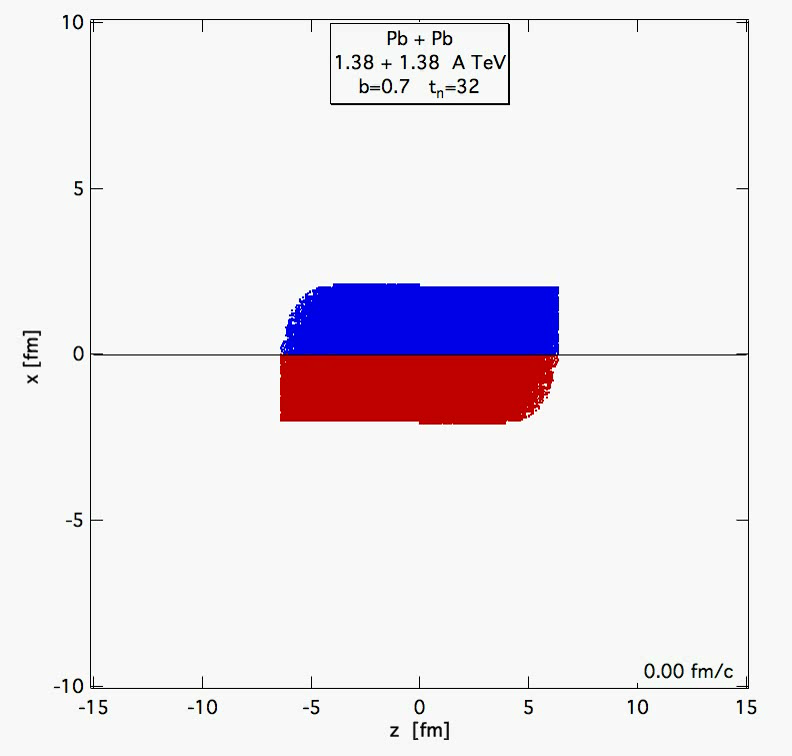 10
Pb + Pb
1.38 + 1.38 A TeV
b=0.7 tn=32
5
0
x [fm]
-5
0.00 fm/c
-10
-15 -10 -5 0 5 10 15
z [fm]